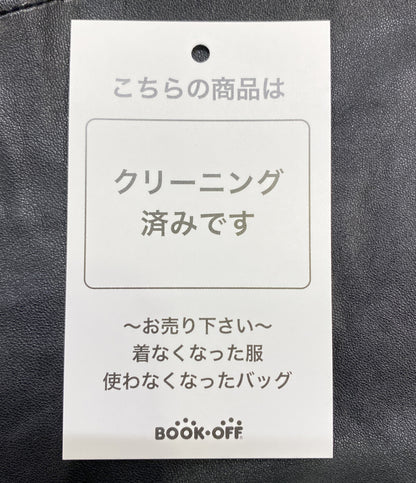 こちらの商品は
クリーニング
済みです
〜お売り下さい〜
着なくなった服
使わなくなったバッグ
BOOK・OFF